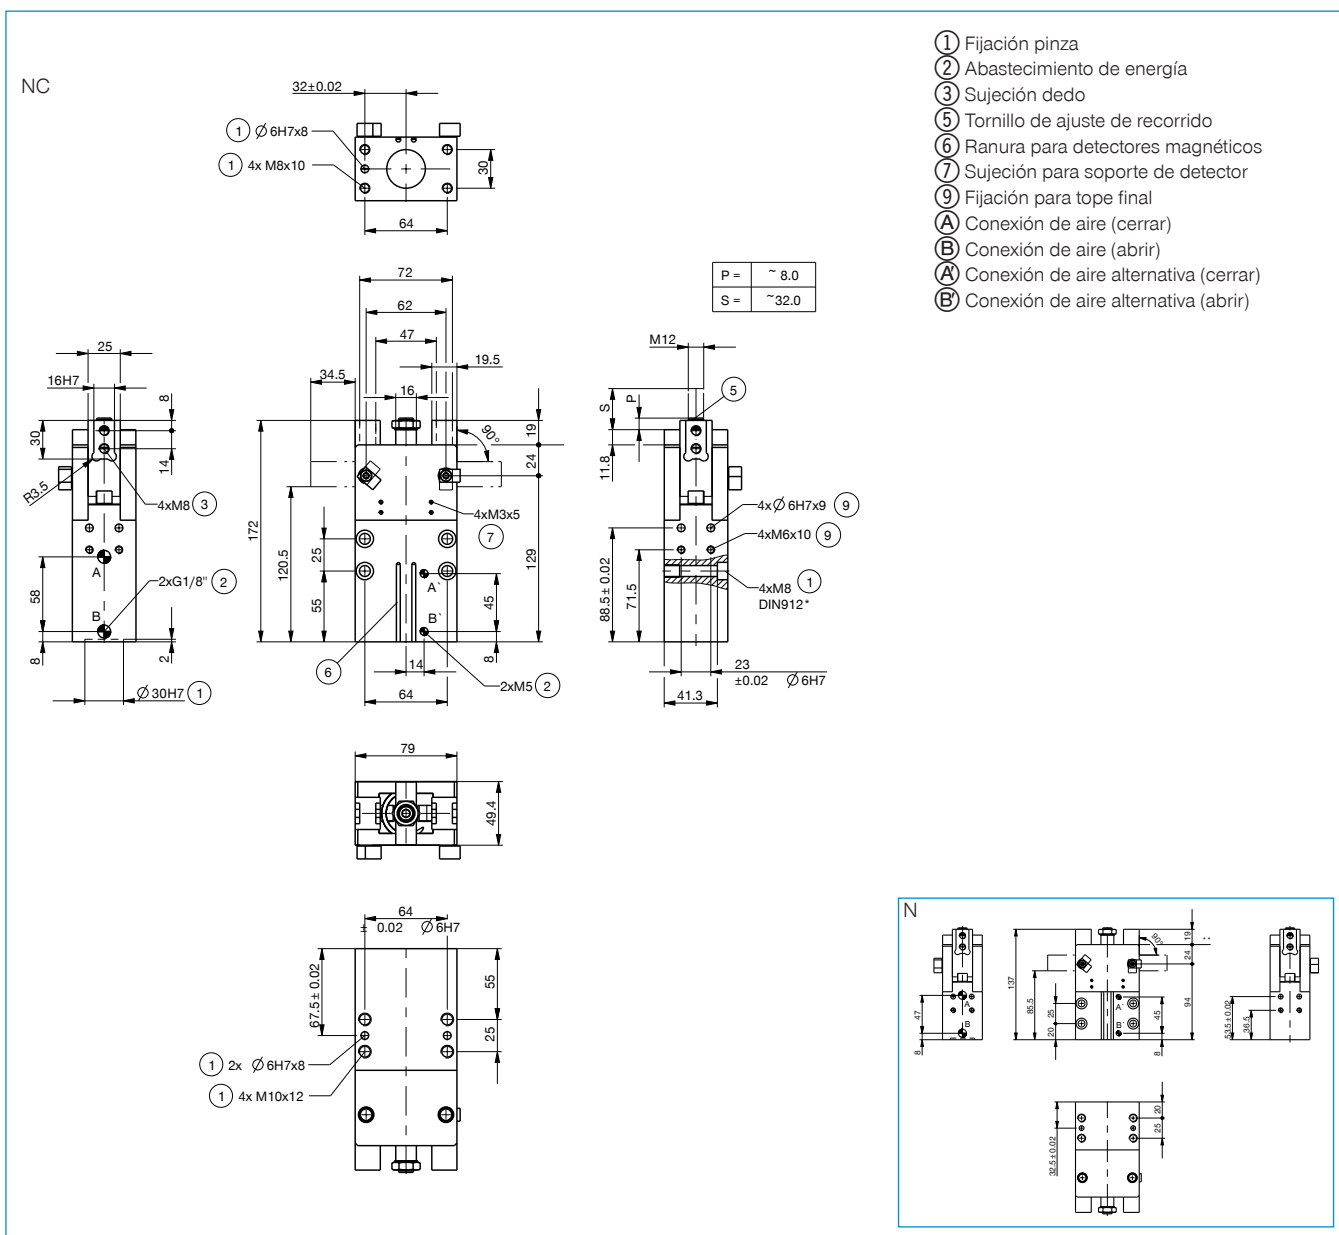 NC
① Fijación pinza
② Abastecimiento de energía
③ Sujeción dedo
⑤ Tornillo de ajuste de recorrido
⑥ Ranura para detectores magnéticos
⑦ Sujeción para soporte de detector
⑨ Fijación para tope final
Ⓐ Conexión de aire (cerrar)
Ⓑ Conexión de aire (abrir)
A' Conexión de aire alternativa (cerrar)
B' Conexión de aire alternativa (abrir)
32±0.02
① Ø 6H7x8
① 4x M8x10
30
64
P = ~ 8.0
S = ~32.0
25
16H7
8
30
14
R3.5
4xM8 ③
A
58
2xG1/8" ②
B
8
2
Ø 30H7 ①
72
62
47
19.5
34.5
16
90°
19
24
4xM3x5
⑦
172
120.5
25
55
129
A`
45
B`
8
⑥
14
2xM5 ②
64
M12
S
P
⑤
11.8
4x Ø 6H7x9 ⑨
4xM6x10 ⑨
88.5 ± 0.02
71.5
4xM8 ①
DIN912*
23
±0.02 Ø 6H7
41.3
79
49.4
64
± 0.02 Ø 6H7
67.5 ± 0.02
55
25
① 2x Ø 6H7x8
① 4x M10x12
N
47
8
A
B
137
85.5
25
20
90°
19
24
94
A`
B`
45
8
53.5 ± 0.02
36.5
32.5 ± 0.02
20
25